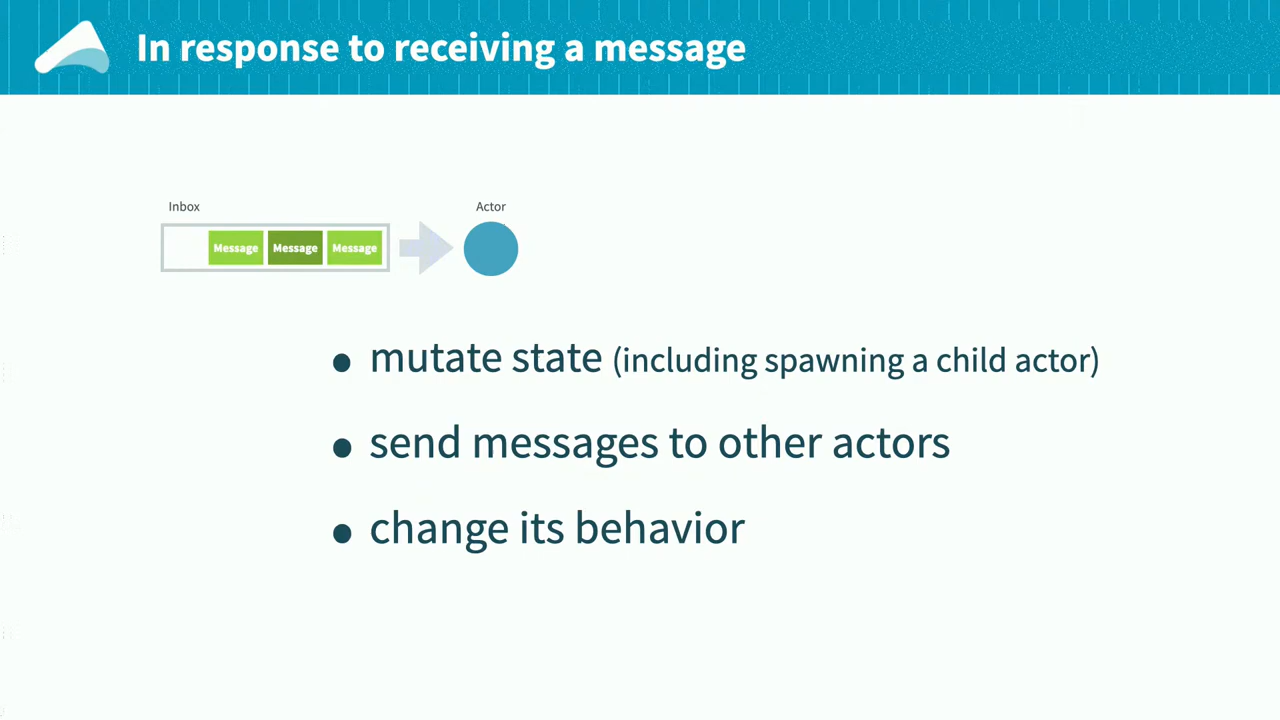 In response to receiving a message
Inbox
Actor
Message Message Message
● mutate state (including spawning a child actor)
● send messages to other actors
● change its behavior